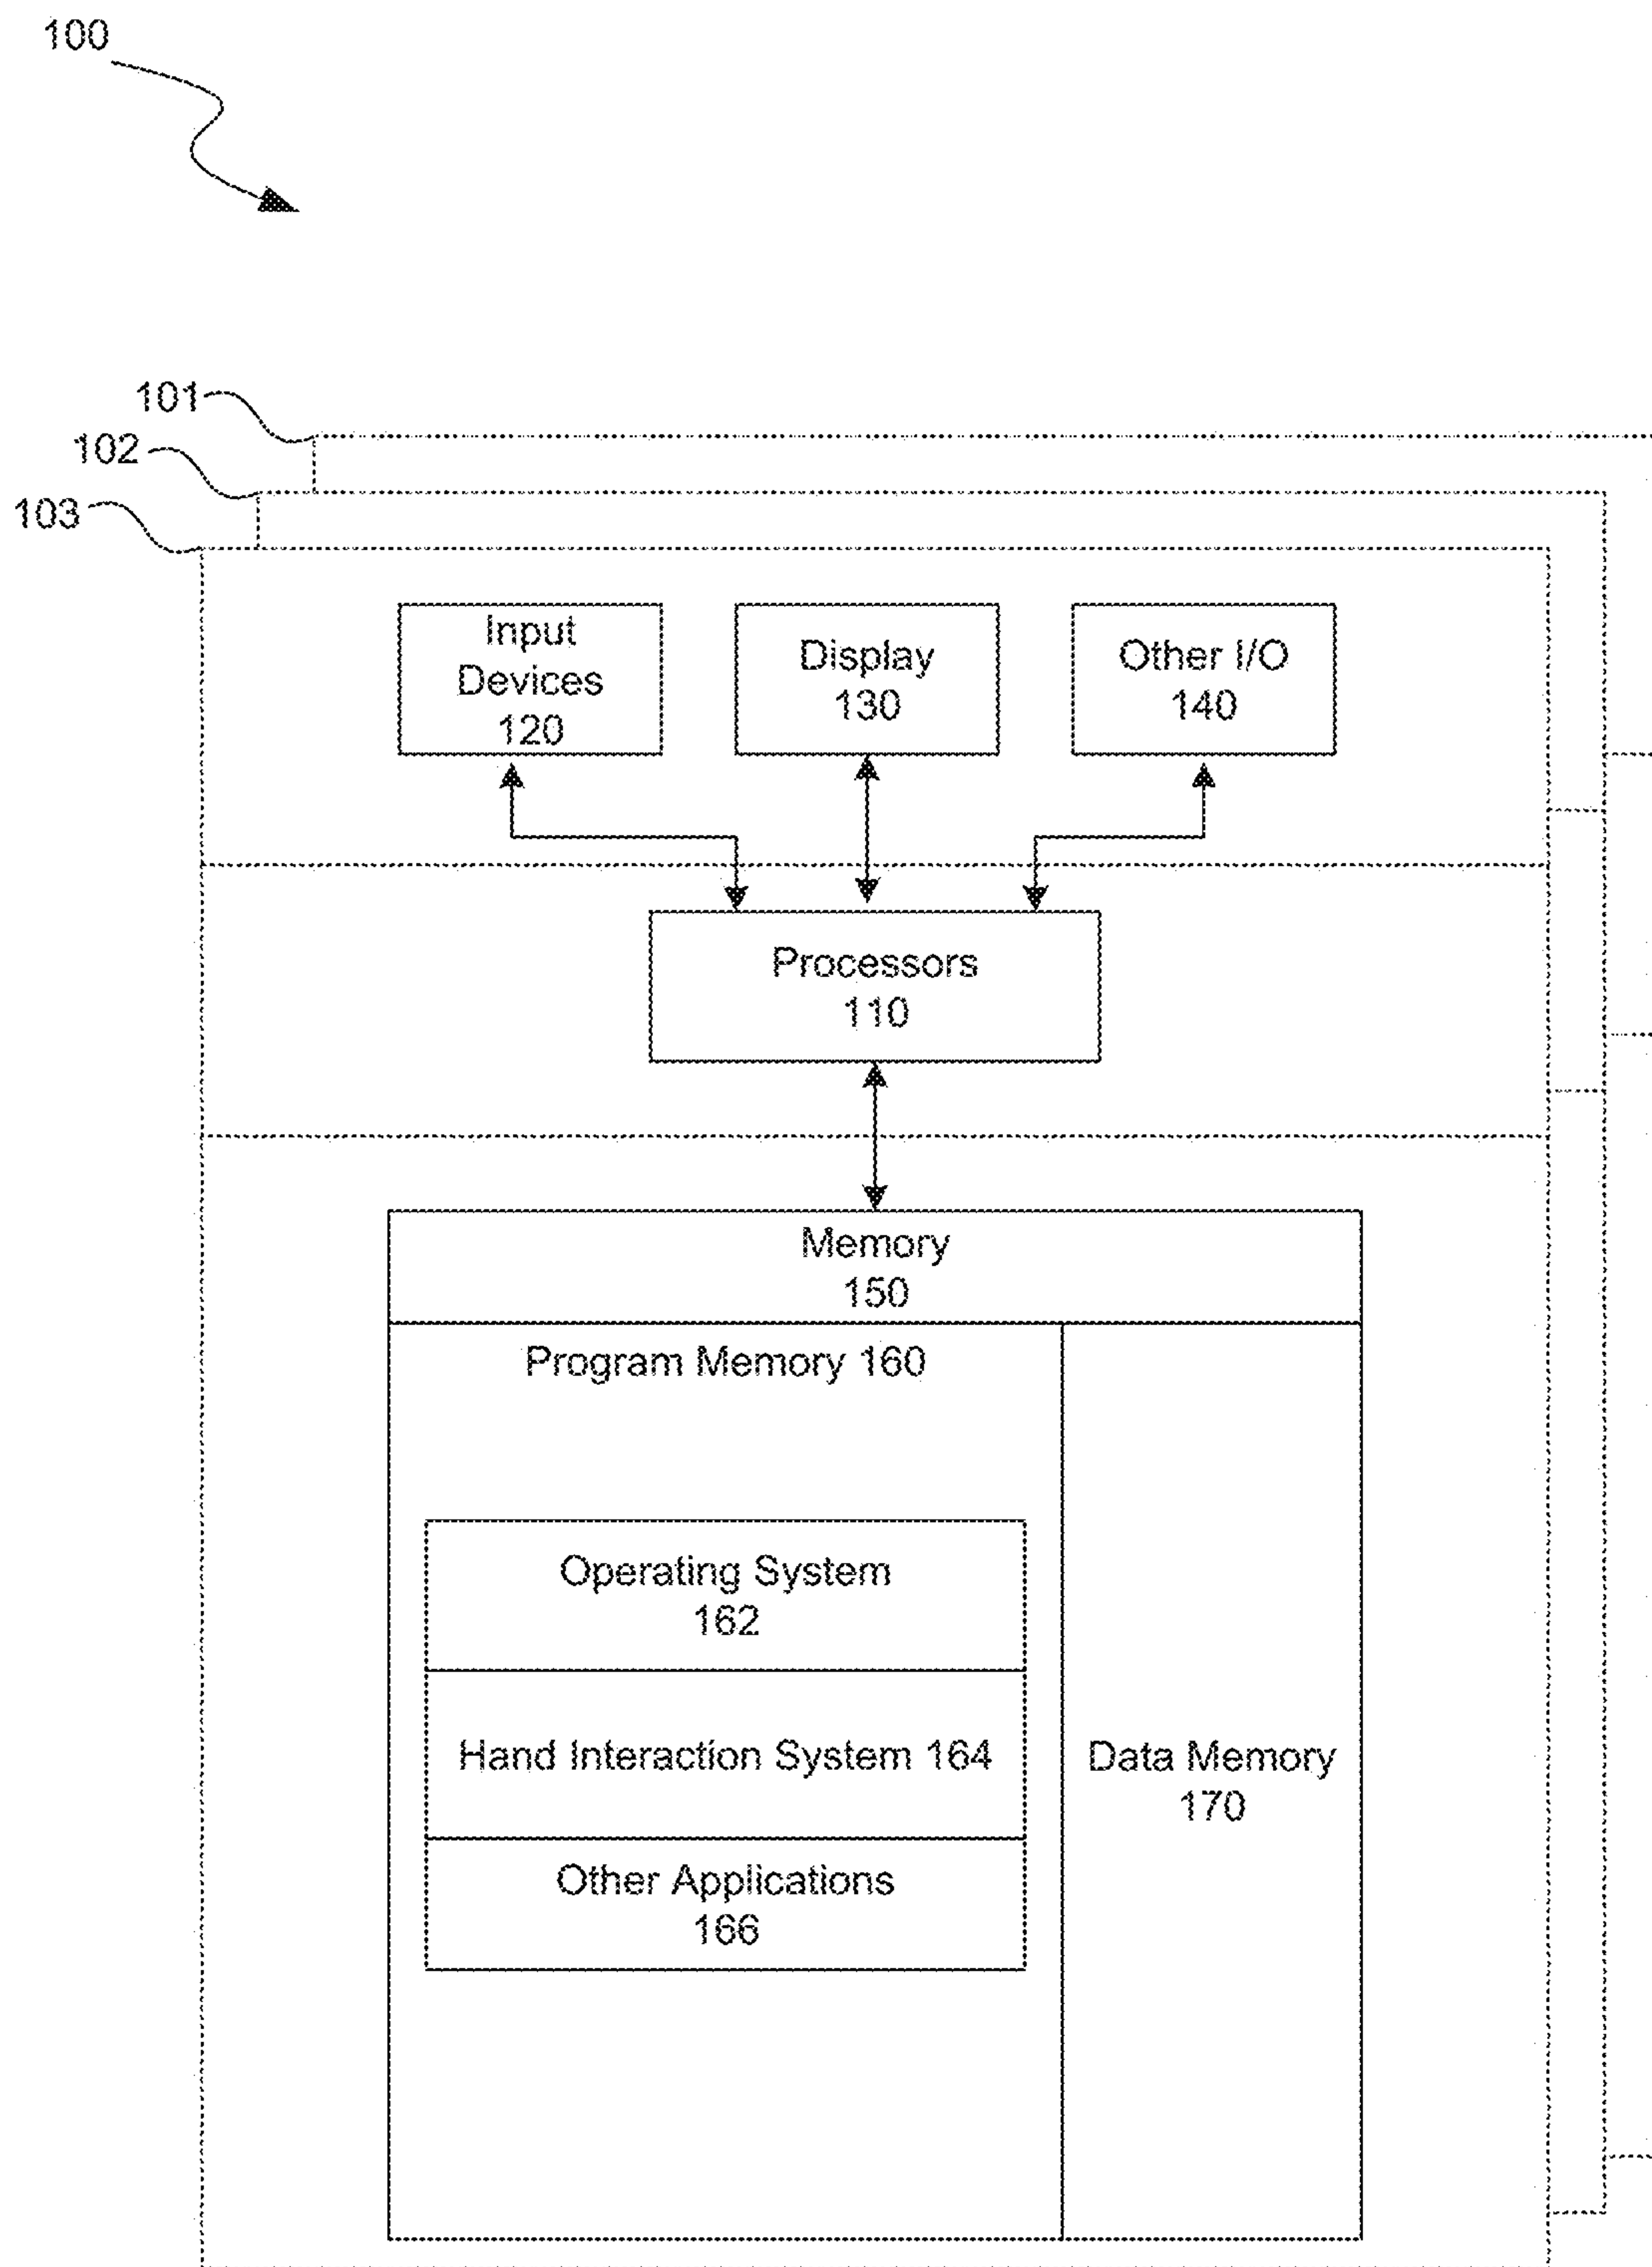 100
101
102
103
Input
Devices
120
Display
130
Other I/O
140
Processors
110
Memory
150
Program Memory 160
Operating System
162
Hand Interaction System 164
Other Applications
166
Data Memory
170